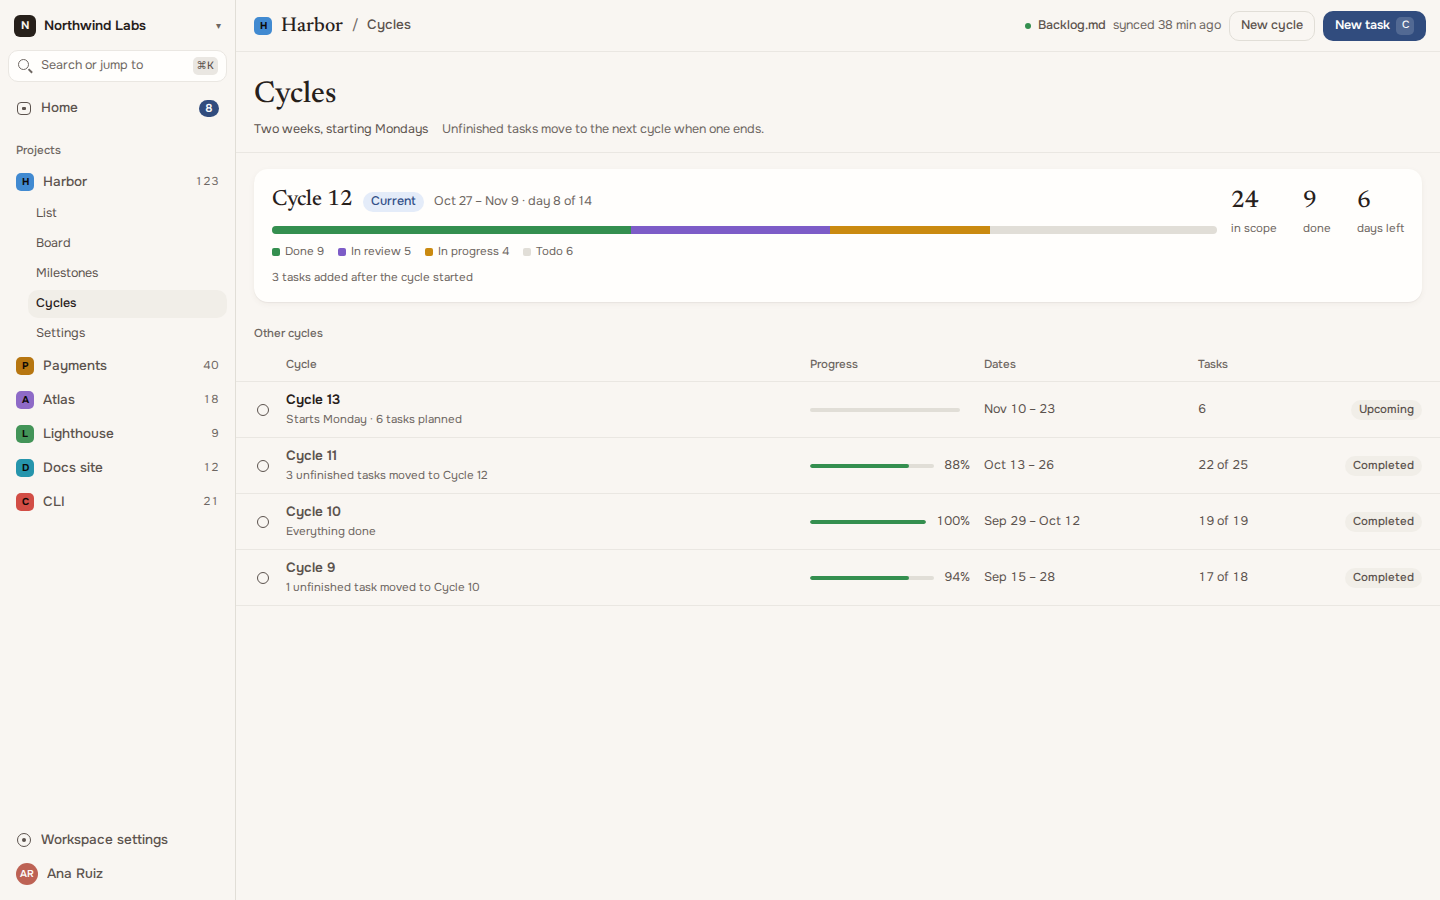 N Northwind Labs ▾
Search or jump to ⌘K
Home 8
Projects
H Harbor 123
List
Board
Milestones
Cycles
Settings
P Payments 40
A Atlas 18
L Lighthouse 9
D Docs site 12
C CLI 21
Workspace settings
AR Ana Ruiz
H Harbor / Cycles
Backlog.md synced 38 min ago
New cycle
New task C
Cycles
Two weeks, starting Mondays Unfinished tasks move to the next cycle when one ends.
Cycle 12 Current Oct 27 – Nov 9 · day 8 of 14
Done 9 In review 5 In progress 4 Todo 6
3 tasks added after the cycle started
24 9 6
in scope done days left
Other cycles
Cycle Progress Dates Tasks
Cycle 13
Starts Monday · 6 tasks planned
Nov 10 – 23 6 Upcoming
Cycle 11
3 unfinished tasks moved to Cycle 12
88% Oct 13 – 26 22 of 25 Completed
Cycle 10
Everything done
100% Sep 29 – Oct 12 19 of 19 Completed
Cycle 9
1 unfinished task moved to Cycle 10
94% Sep 15 – 28 17 of 18 Completed